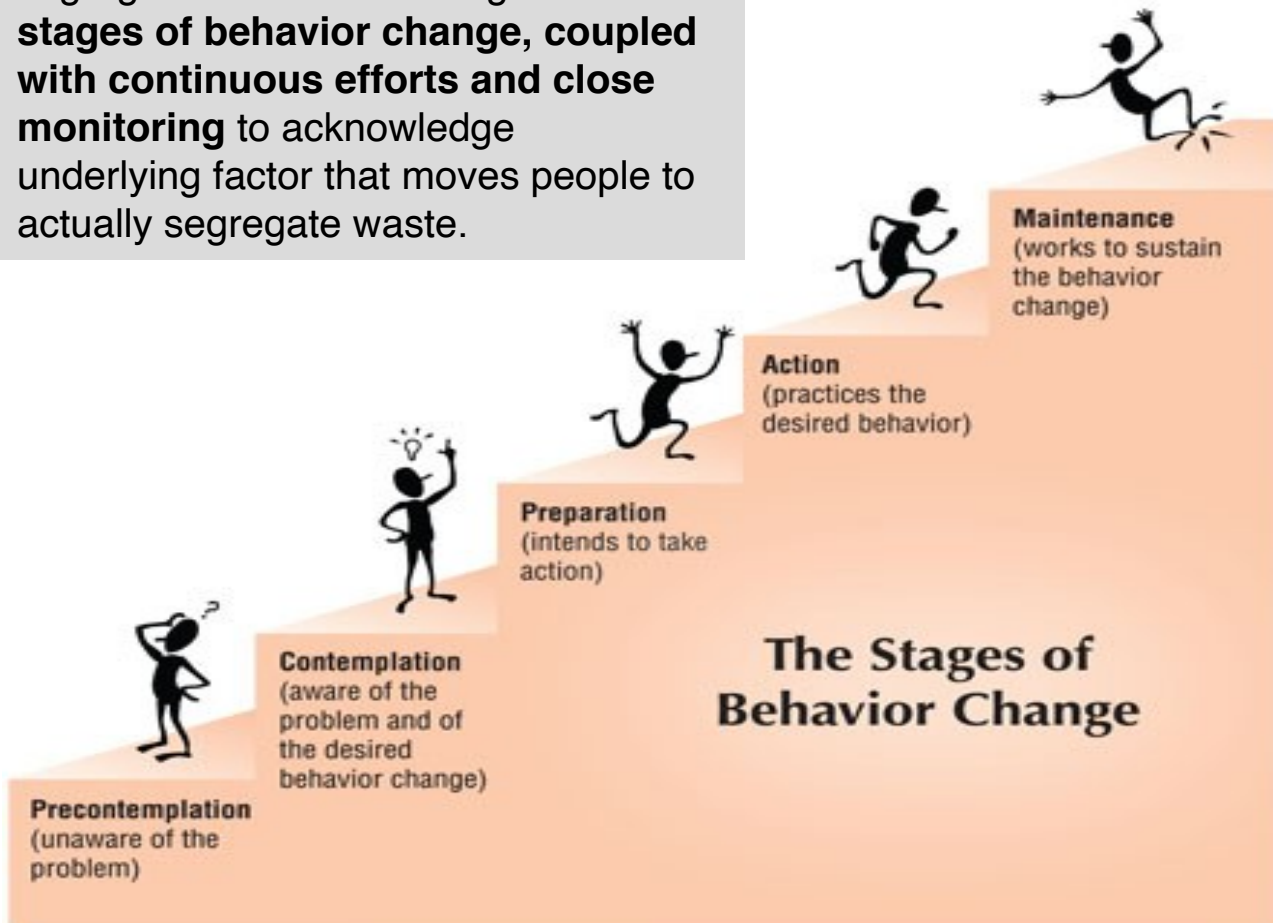 stages of behavior change, coupled
with continuous efforts and close
monitoring to acknowledge
underlying factor that moves people to
actually segregate waste.
Maintenance
(works to sustain
the behavior
change)
Action
(practices the
desired behavior)
Preparation
(intends to take
action)
Contemplation
(aware of the
problem and of
the desired
behavior change)
Precontemplation
(unaware of the
problem)
?
The Stages of
Behavior Change